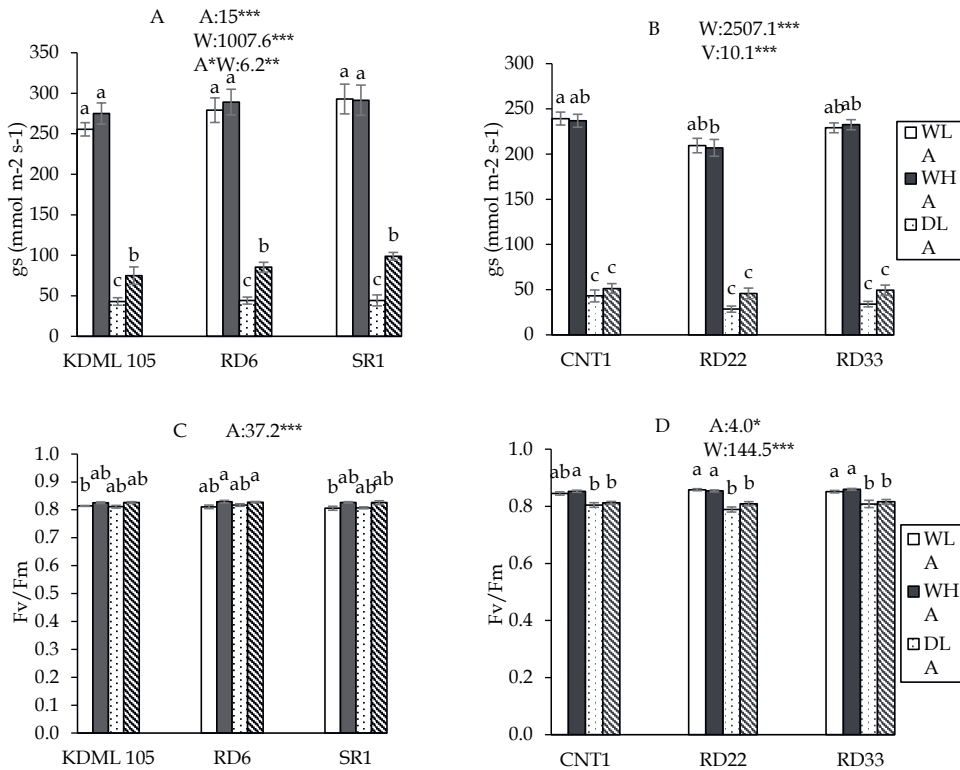 A A:15***
W:1007.6***
A*W:6.2**
350
300
250
200
150
100
50
0
gs (mmol m-2 s-1)
a a c b
a a c b
a a c b
KDML 105 RD6 SR1
B W:2507.1***
V:10.1***
300
250
200
150
100
50
0
gs (mmol m-2 s-1)
a ab c c
ab b c c
ab ab c c
CNT1 RD22 RD33
WL
A
WH
A
DL
A
C A:37.2***
1.0
0.9
0.8
0.7
0.6
0.5
0.4
0.3
0.2
0.1
0.0
Fv/Fm
b ab ab ab
ab a ab a
b ab ab ab
KDML 105 RD6 SR1
D A:4.0*
W:144.5***
1.0
0.8
0.6
0.4
0.2
0.0
Fv/Fm
ab a b b
a a b b
a a b b
CNT1 RD22 RD33
WL
A
WH
A
DL
A